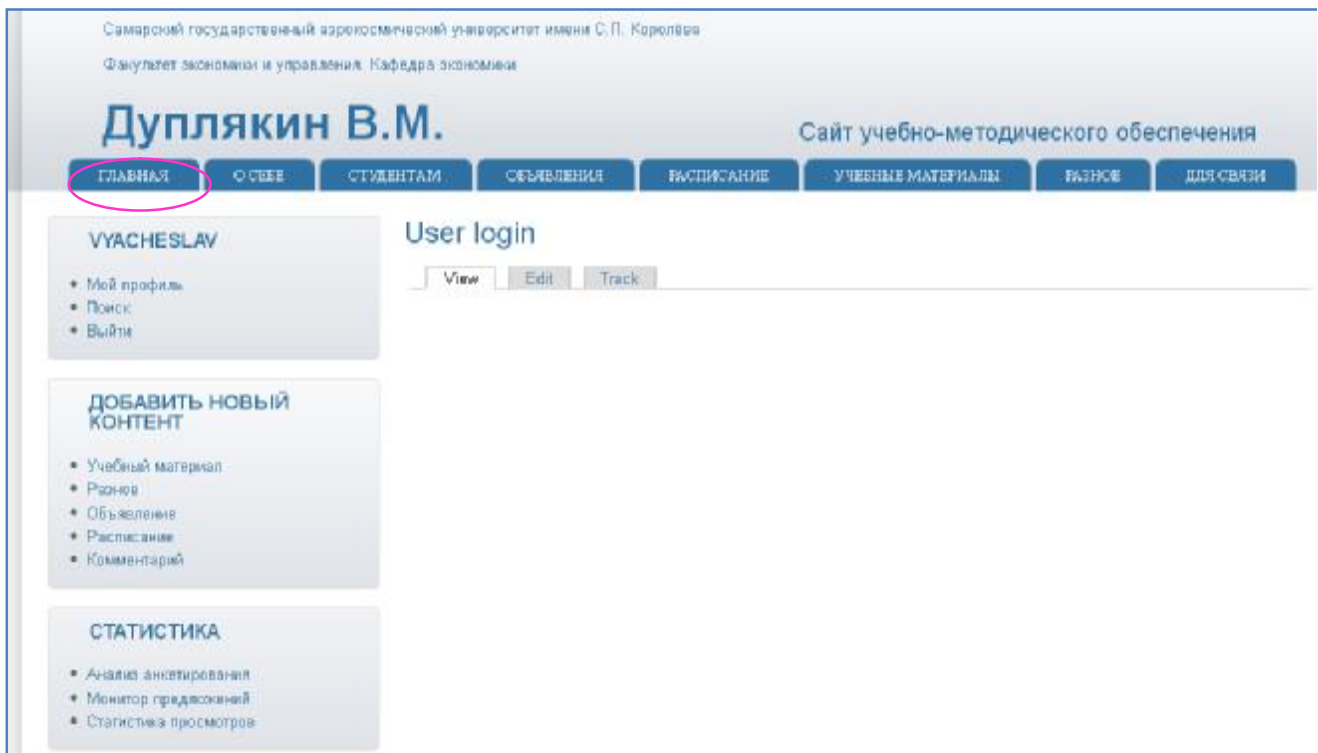 Самарский государственный аэрокосмический университет имени С.П. Королёва
Факультет экономики и управления. Кафедра экономики
Дуплякин В.М.
Сайт учебно-методического обеспечения
ГЛАВНАЯ О СЕБЕ СТУДЕНТАМ ОБЪЯВЛЕНИЯ РАСПИСАНИЕ УЧЕБНЫЕ МАТЕРИАЛЫ РАЗНОЕ ДЛЯ СВЯЗИ
VYACHESLAV
Мой профиль
Поиск
Выйти
User login
View Edit Track
ДОБАВИТЬ НОВЫЙ
КОНТЕНТ
Учебный материал
Разное
Объявление
Расписание
Комментарий
СТАТИСТИКА
Анализ анкетирования
Монитор предложений
Статистика просмотров